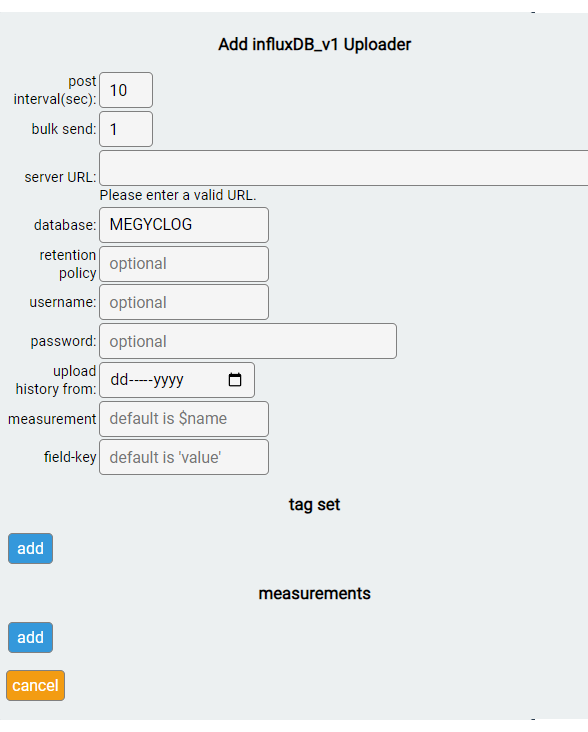 Add influxDB_v1 Uploader
post
interval(sec): 10
bulk send: 1
server URL:
Please enter a valid URL.
database: MEGYCLOG
retention
policy optional
username: optional
password: optional
upload
history from: dd-----yyyy
measurement default is $name
field-key default is 'value'
tag set
add
measurements
add
cancel